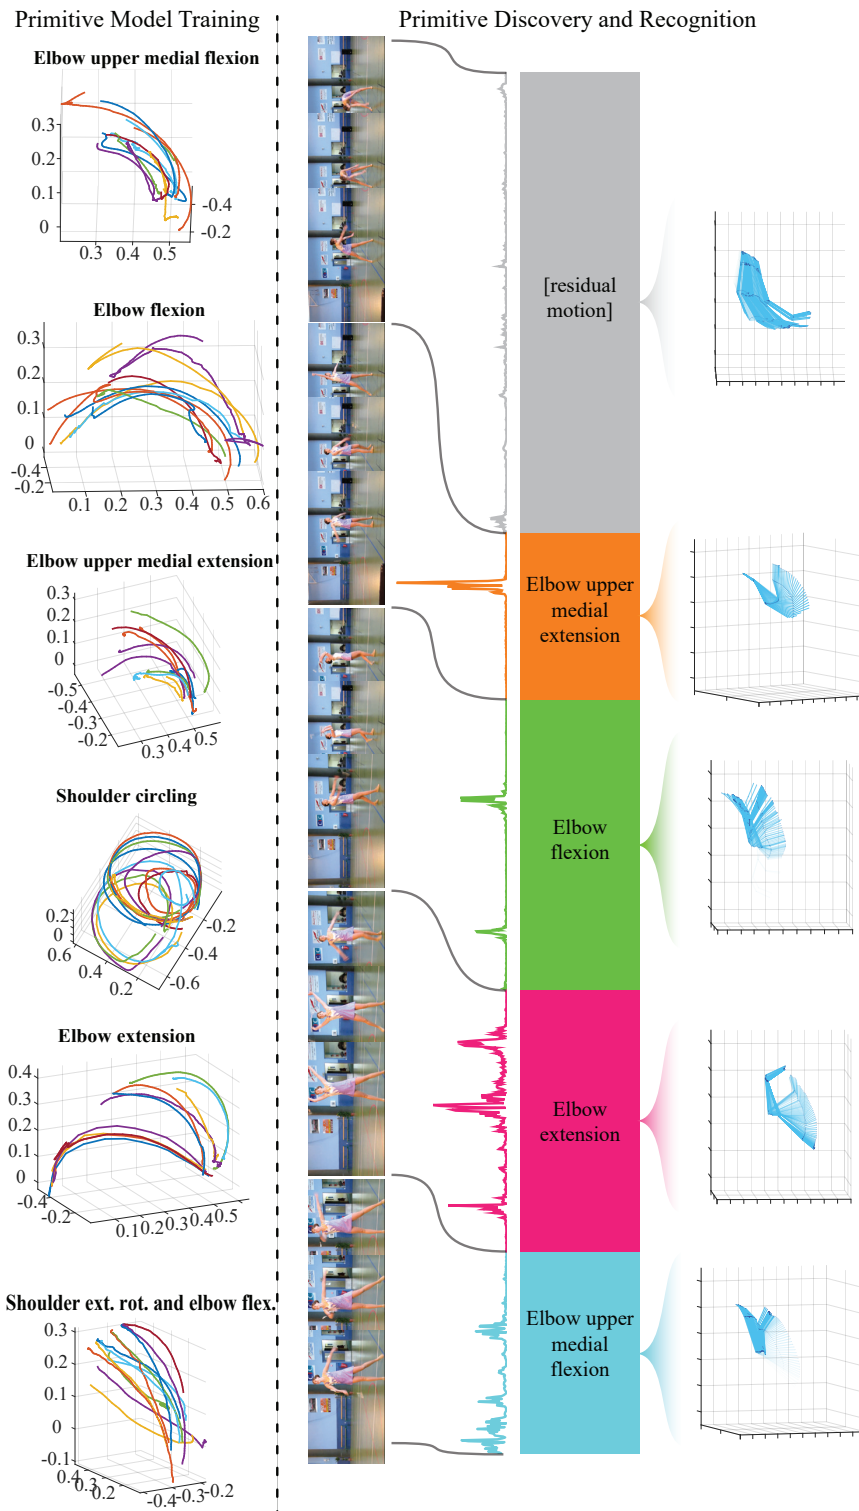 Primitive Model Training
Primitive Discovery and Recognition
Elbow upper medial flexion
0.3
0.2
0.1
0
-0.4
-0.2
0.3 0.4 0.5
Elbow flexion
0.3
0.2
0.1
0
-0.4
-0.2
0.1 0.2 0.3 0.4 0.5 0.6
Elbow upper medial extension
0.3
0.2
0.1
0
-0.5
-0.4
-0.3
-0.2
0.3 0.4 0.5
Shoulder circling
0.2
0
0.6
0.4
0.2
-0.2
-0.4
-0.6
Elbow extension
0.4
0.3
0.2
0.1
0
-0.4
-0.2
0.1 0.2 0.3 0.4 0.5
Shoulder ext. rot. and elbow flex.
0.3
0.2
0.1
0
-0.1
0.4
0.3
0.2
-0.4 -0.3 -0.2
[residual
motion]
Elbow upper
medial
extension
Elbow
flexion
Elbow
extension
Elbow upper
medial
flexion